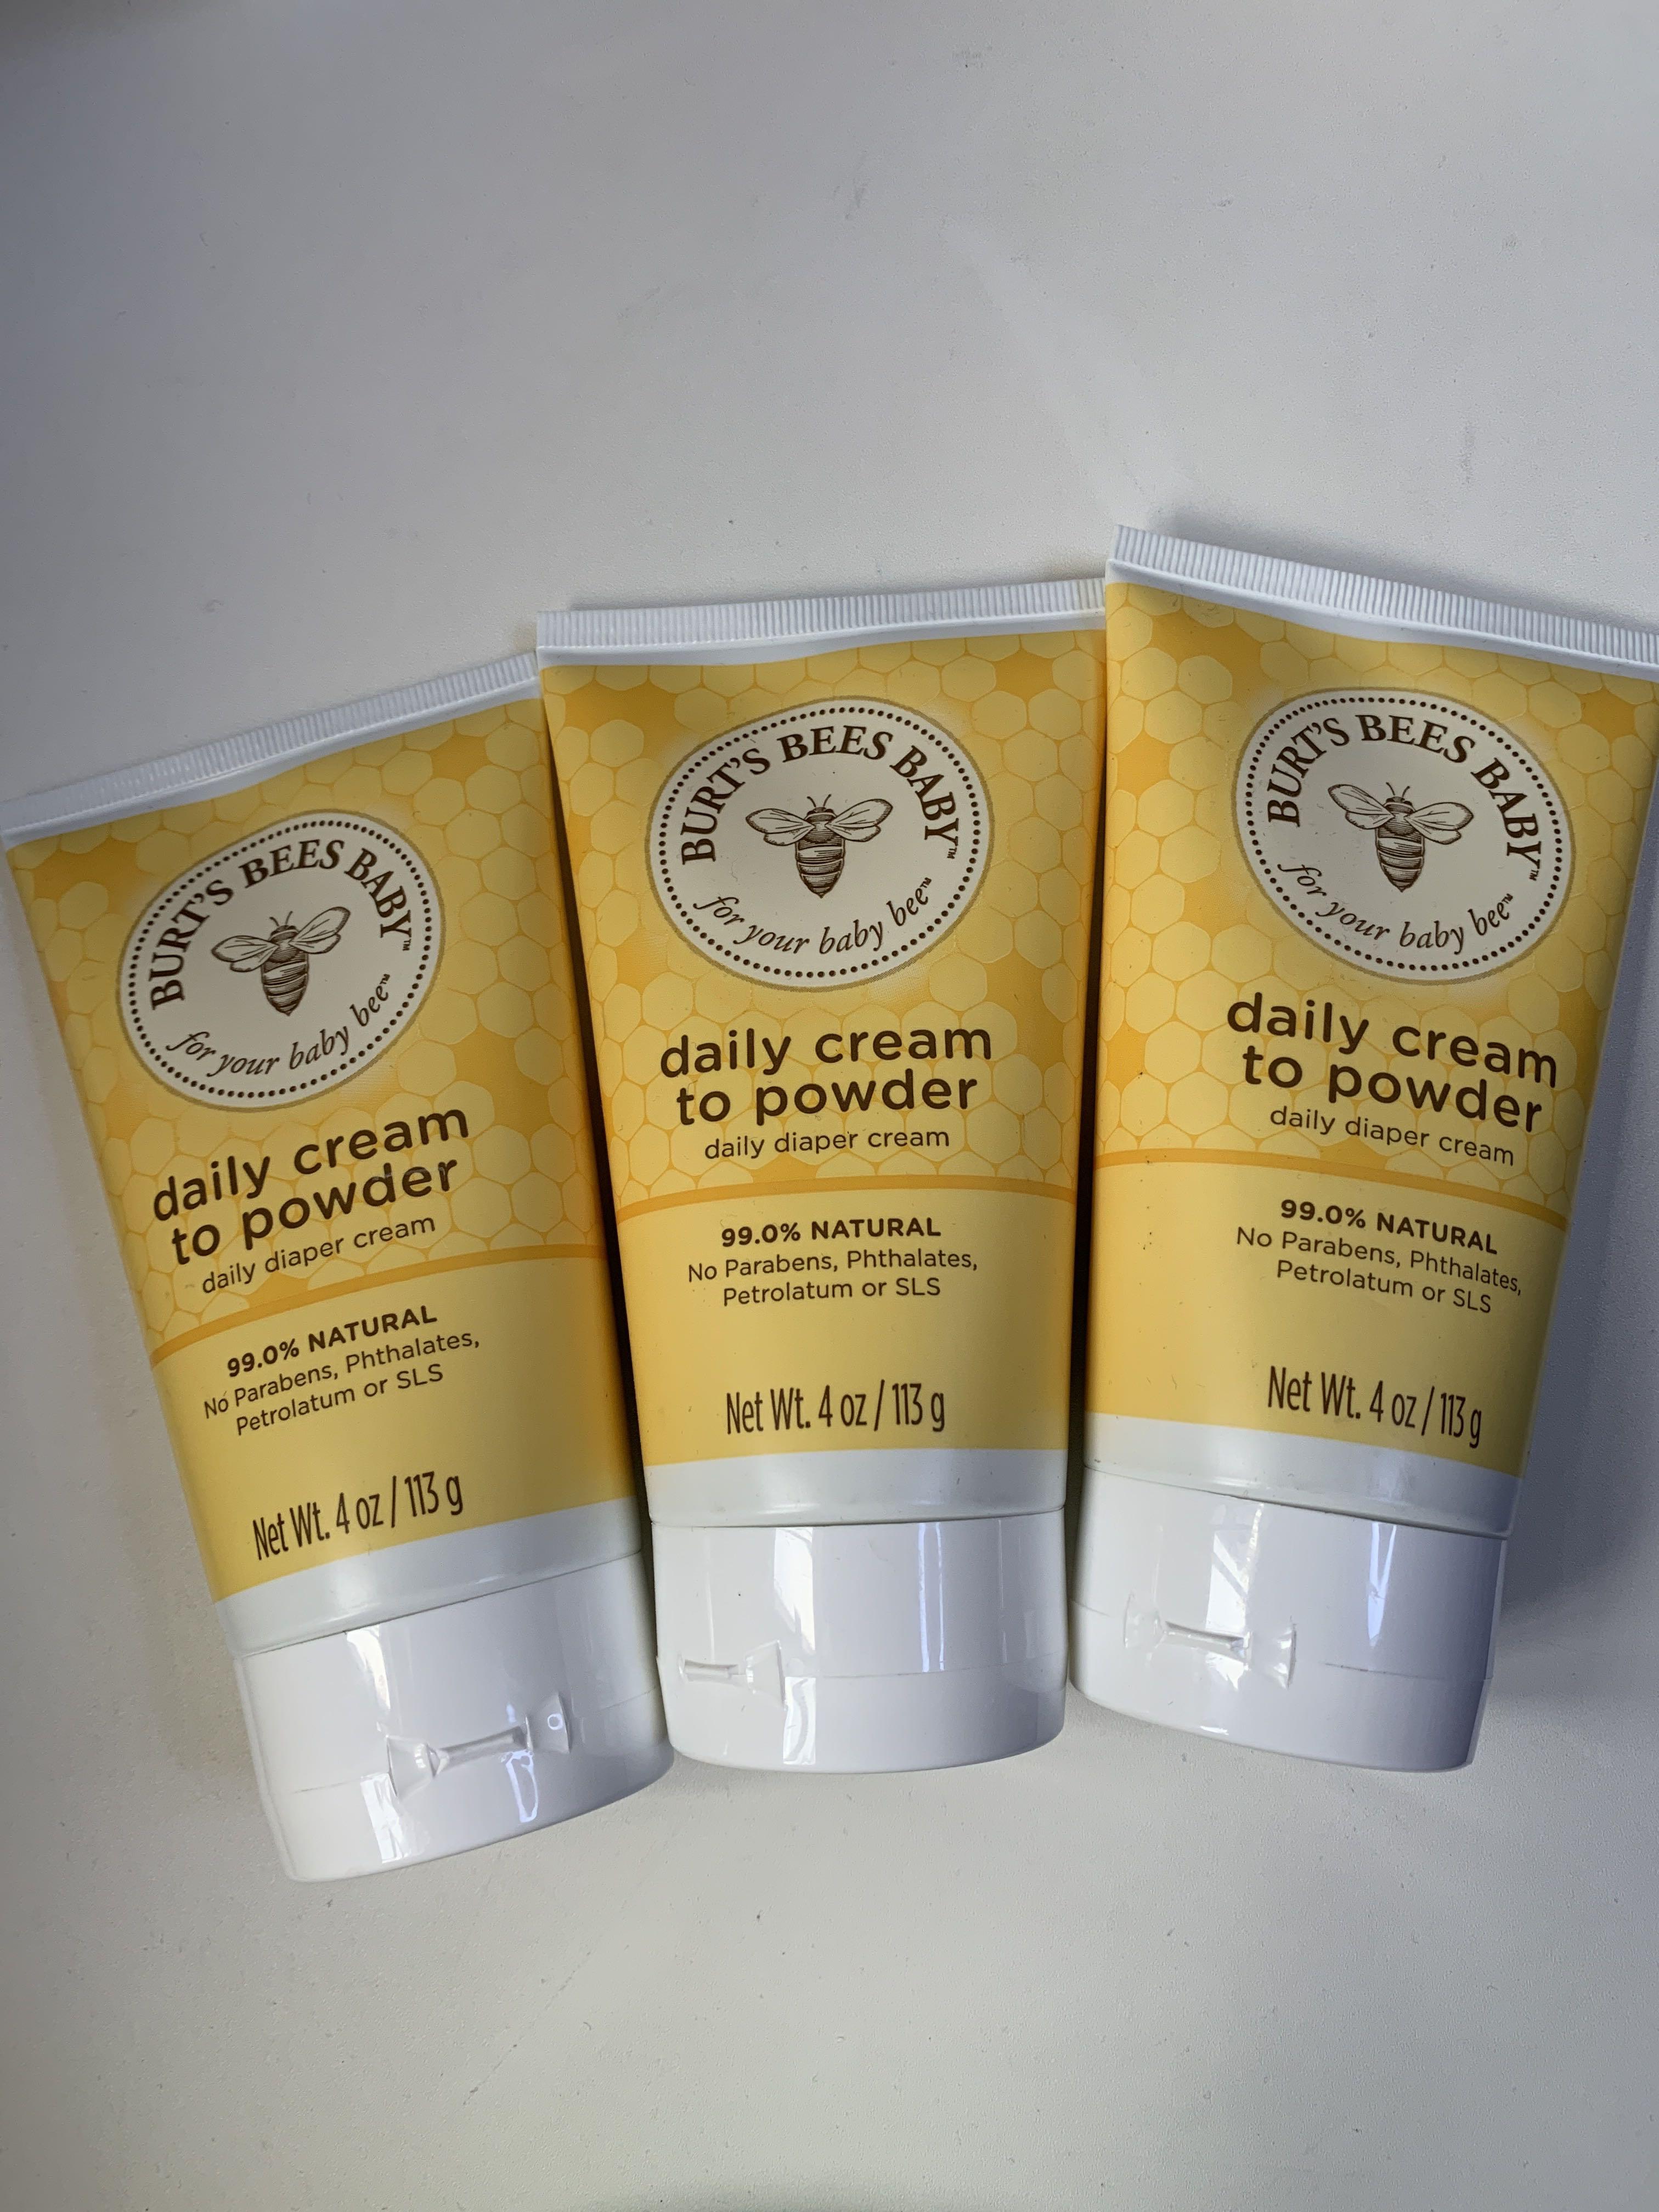 BURT'S BEES BABY™
for your baby bee™
daily cream
to powder
daily diaper cream
99.0% NATURAL
No Parabens, Phthalates,
Petrolatum or SLS
Net Wt. 4 oz / 113 g
BURT'S BEES BABY™
for your baby bee™
daily cream
to powder
daily diaper cream
99.0% NATURAL
No Parabens, Phthalates,
Petrolatum or SLS
Net Wt. 4 oz / 113 g
BURT'S BEES BABY™
for your baby bee™
daily cream
to powder
daily diaper cream
99.0% NATURAL
No Parabens, Phthalates,
Petrolatum or SLS
Net Wt. 4 oz / 113 g